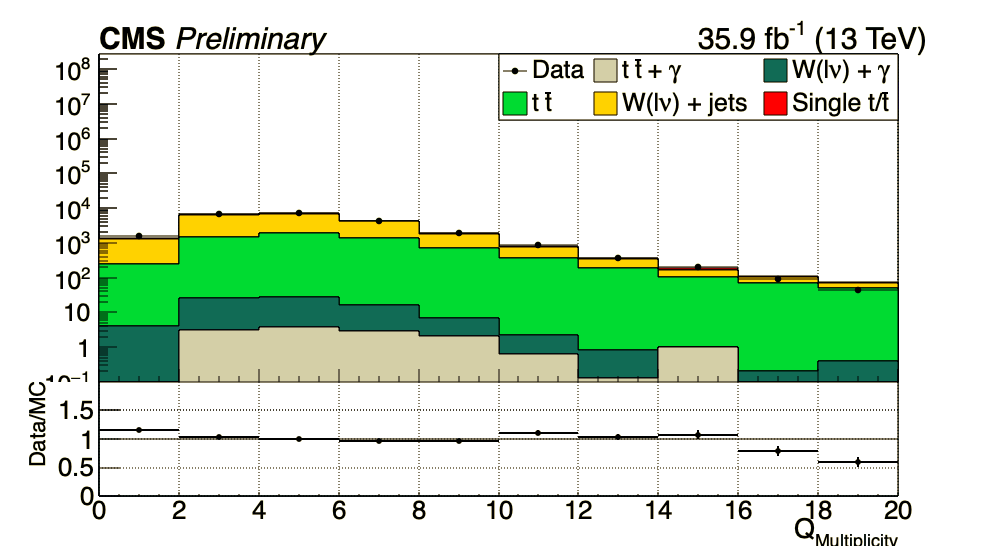 CMS Preliminary 35.9 fb⁻¹ (13 TeV)
Data t t̄ + γ W(lν) + γ
t t̄ W(lν) + jets Single t/t̄
10⁸
10⁷
10⁶
10⁵
10⁴
10³
10²
10
1
10⁻¹
Data/MC
1.5
1
0.5
0
0 2 4 6 8 10 12 14 16 18 20
Q_Multiplicity